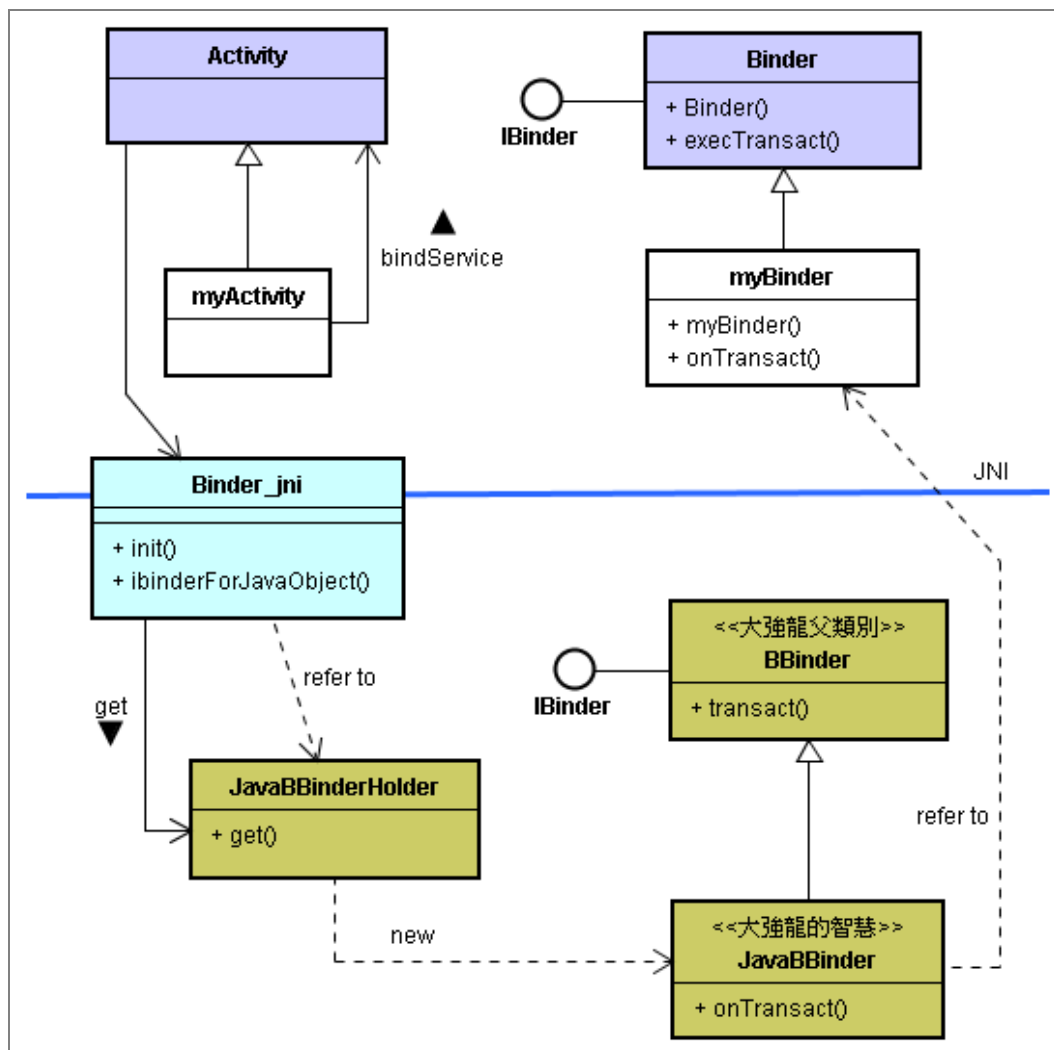 Activity
Binder
+ Binder()
+ execTransact()
IBinder
bindService
myActivity
myBinder
+ myBinder()
+ onTransact()
JNI
Binder_jni
+ init()
+ ibinderForJavaObject()
<<大強龍父類別>>
BBinder
+ transact()
IBinder
refer to
get
JavaBBinderHolder
+ get()
refer to
new
<<大強龍的智慧>>
JavaBBinder
+ onTransact()